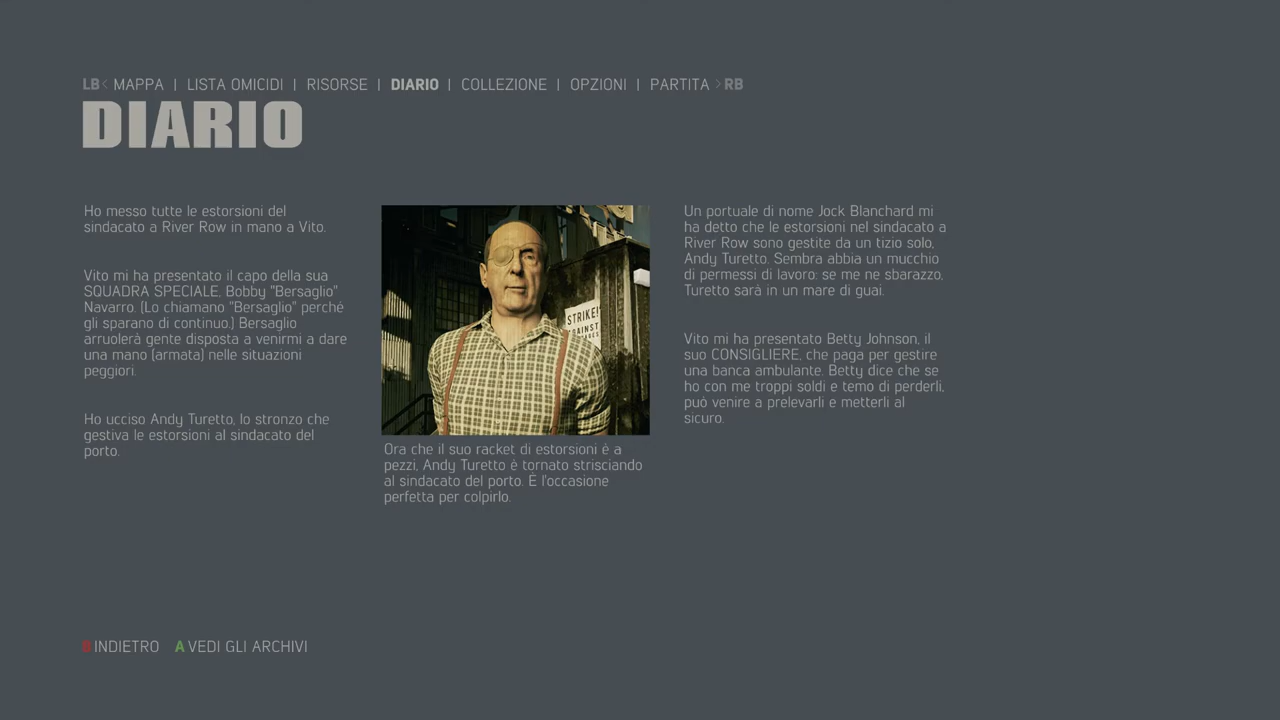 LB< MAPPA | LISTA OMICIDI | RISORSE | DIARIO | COLLEZIONE | OPZIONI | PARTITA >RB
DIARIO
Ho messo tutte le estorsioni del
sindacato a River Row in mano a Vito.
Vito mi ha presentato il capo della sua
SQUADRA SPECIALE, Bobby "Bersaglio"
Navarro. (Lo chiamano "Bersaglio" perché
gli sparano di continuo.) Bersaglio
arruolerà gente disposta a venirmi a dare
una mano (armata) nelle situazioni
peggiori.
Ho ucciso Andy Turetto, lo stronzo che
gestiva le estorsioni al sindacato del
porto.
STRIKE!
AGAINST
Ora che il suo racket di estorsioni è a
pezzi, Andy Turetto è tornato strisciando
al sindacato del porto. È l'occasione
perfetta per colpirlo.
Un portuale di nome Jock Blanchard mi
ha detto che le estorsioni nel sindacato a
River Row sono gestite da un tizio solo,
Andy Turetto. Sembra abbia un mucchio
di permessi di lavoro: se me ne sbarazzo,
Turetto sarà in un mare di guai.
Vito mi ha presentato Betty Johnson, il
suo CONSIGLIERE, che paga per gestire
una banca ambulante. Betty dice che se
ho con me troppi soldi e temo di perderli,
può venire a prelevarli e metterli al
sicuro.
B INDIETRO A VEDI GLI ARCHIVI